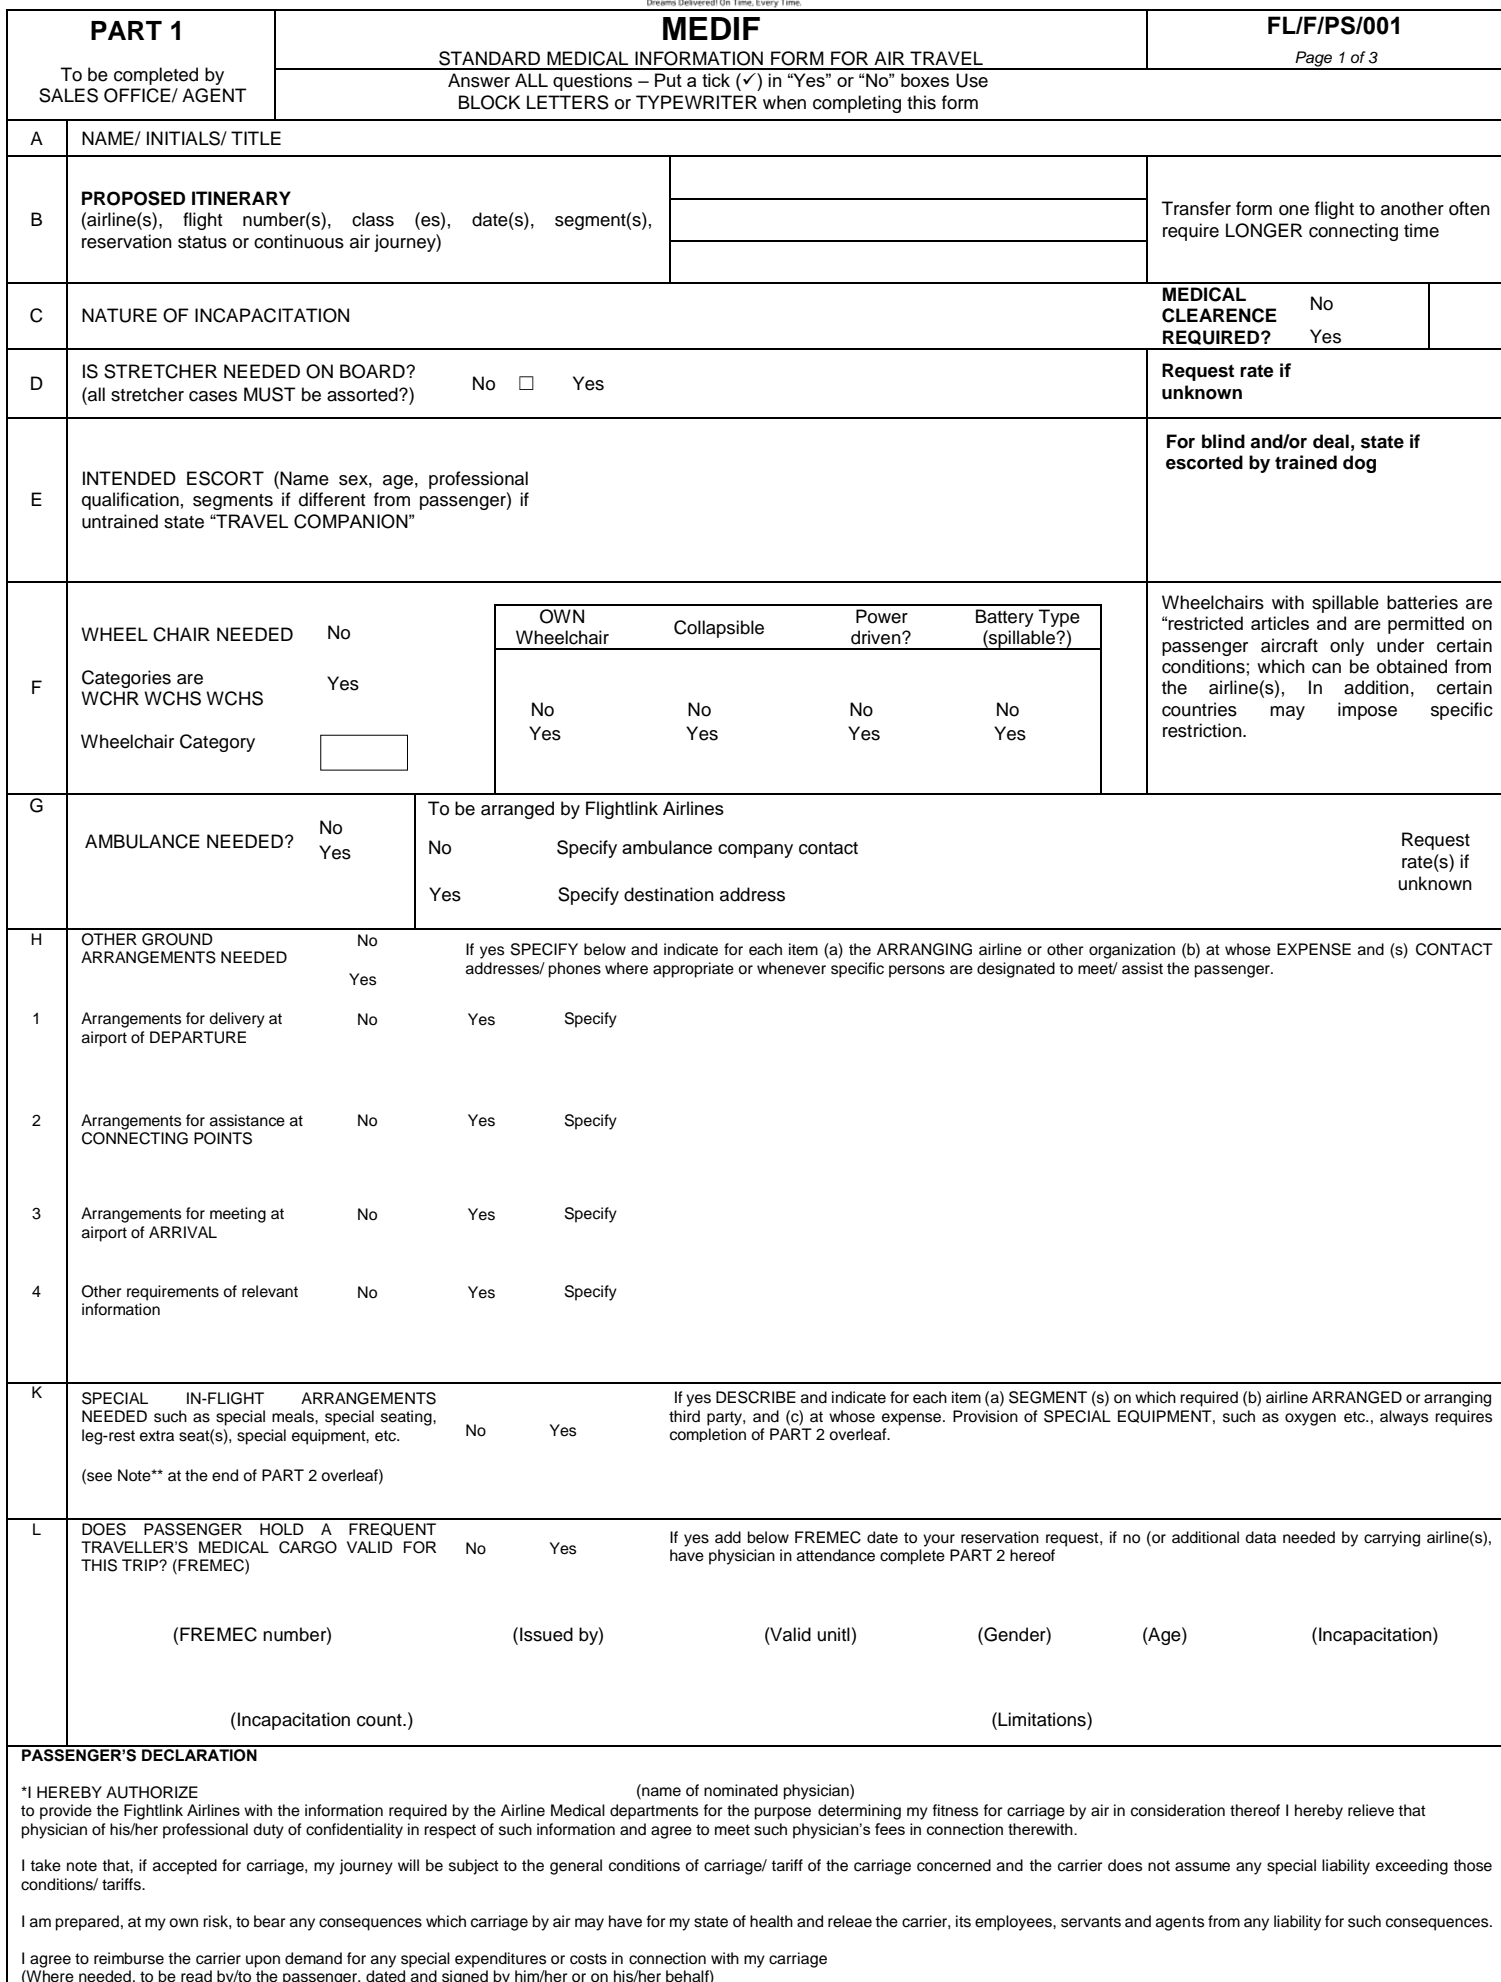 Dreams Delivered! On Time, Every Time.
PART 1
To be completed by
SALES OFFICE/ AGENT
MEDIF
STANDARD MEDICAL INFORMATION FORM FOR AIR TRAVEL
Answer ALL questions – Put a tick (✓) in “Yes” or “No” boxes Use
BLOCK LETTERS or TYPEWRITER when completing this form
FL/F/PS/001
Page 1 of 3
A NAME/ INITIALS/ TITLE
B
PROPOSED ITINERARY
(airline(s), flight number(s), class (es), date(s), segment(s),
reservation status or continuous air journey)
Transfer form one flight to another often
require LONGER connecting time
C NATURE OF INCAPACITATION
MEDICAL
CLEARENCE
REQUIRED?
No
Yes
D
IS STRETCHER NEEDED ON BOARD?
(all stretcher cases MUST be assorted?)
No ☐ Yes
Request rate if
unknown
E
INTENDED ESCORT (Name sex, age, professional
qualification, segments if different from passenger) if
untrained state “TRAVEL COMPANION”
For blind and/or deal, state if
escorted by trained dog
F
WHEEL CHAIR NEEDED No
Categories are
WCHR WCHS WCHS
Yes
Wheelchair Category
OWN
Wheelchair
Collapsible
Power
driven?
Battery Type
(spillable?)
No No No No
Yes Yes Yes Yes
Wheelchairs with spillable batteries are
“restricted articles and are permitted on
passenger aircraft only under certain
conditions; which can be obtained from
the airline(s), In addition, certain
countries may impose specific
restriction.
G
AMBULANCE NEEDED?
No
Yes
To be arranged by Flightlink Airlines
No Specify ambulance company contact
Yes Specify destination address
Request
rate(s) if
unknown
H
OTHER GROUND
ARRANGEMENTS NEEDED
No
Yes
If yes SPECIFY below and indicate for each item (a) the ARRANGING airline or other organization (b) at whose EXPENSE and (s) CONTACT
addresses/ phones where appropriate or whenever specific persons are designated to meet/ assist the passenger.
1 Arrangements for delivery at No Yes Specify
airport of DEPARTURE
2 Arrangements for assistance at No Yes Specify
CONNECTING POINTS
3 Arrangements for meeting at No Yes Specify
airport of ARRIVAL
4 Other requirements of relevant No Yes Specify
information
K
SPECIAL IN-FLIGHT ARRANGEMENTS
NEEDED such as special meals, special seating,
leg-rest extra seat(s), special equipment, etc.
(see Note** at the end of PART 2 overleaf)
No Yes
If yes DESCRIBE and indicate for each item (a) SEGMENT (s) on which required (b) airline ARRANGED or arranging
third party, and (c) at whose expense. Provision of SPECIAL EQUIPMENT, such as oxygen etc., always requires
completion of PART 2 overleaf.
L
DOES PASSENGER HOLD A FREQUENT
TRAVELLER’S MEDICAL CARGO VALID FOR
THIS TRIP? (FREMEC)
No Yes
If yes add below FREMEC date to your reservation request, if no (or additional data needed by carrying airline(s),
have physician in attendance complete PART 2 hereof
(FREMEC number) (Issued by) (Valid unitl) (Gender) (Age) (Incapacitation)
(Incapacitation count.) (Limitations)
PASSENGER’S DECLARATION
*I HEREBY AUTHORIZE (name of nominated physician)
to provide the Fightlink Airlines with the information required by the Airline Medical departments for the purpose determining my fitness for carriage by air in consideration thereof I hereby relieve that
physician of his/her professional duty of confidentiality in respect of such information and agree to meet such physician’s fees in connection therewith.
I take note that, if accepted for carriage, my journey will be subject to the general conditions of carriage/ tariff of the carriage concerned and the carrier does not assume any special liability exceeding those
conditions/ tariffs.
I am prepared, at my own risk, to bear any consequences which carriage by air may have for my state of health and releae the carrier, its employees, servants and agents from any liability for such consequences.
I agree to reimburse the carrier upon demand for any special expenditures or costs in connection with my carriage
(Where needed, to be read by/to the passenger, dated and signed by him/her or on his/her behalf)